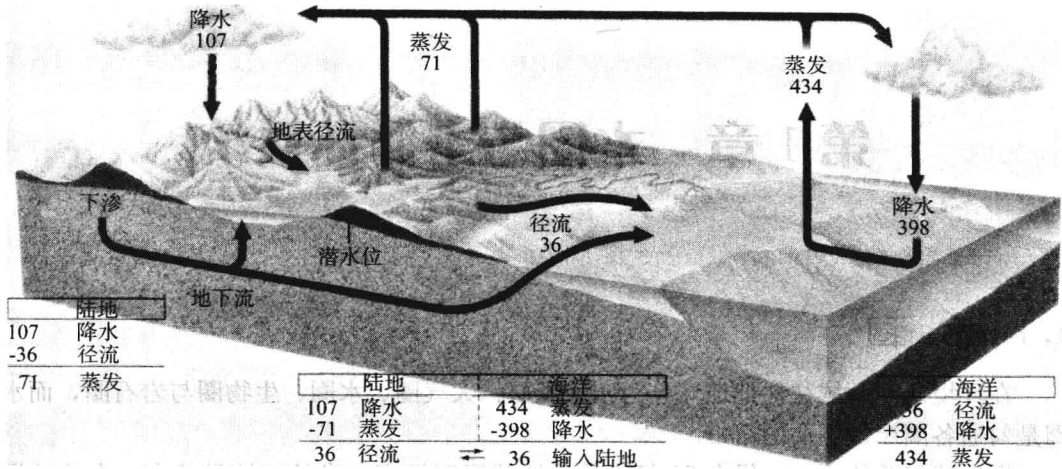 降水
107
蒸发
71
蒸发
434
地表径流
下渗
径流
36
降水
398
潜水位
地下流
陆地
107 降水
-36 径流
71 蒸发
陆地 海洋
107 降水 434 蒸发
-71 蒸发 -398 降水
36 径流 ⇌ 36 输入陆地
海洋
36 径流
+398 降水
434 蒸发